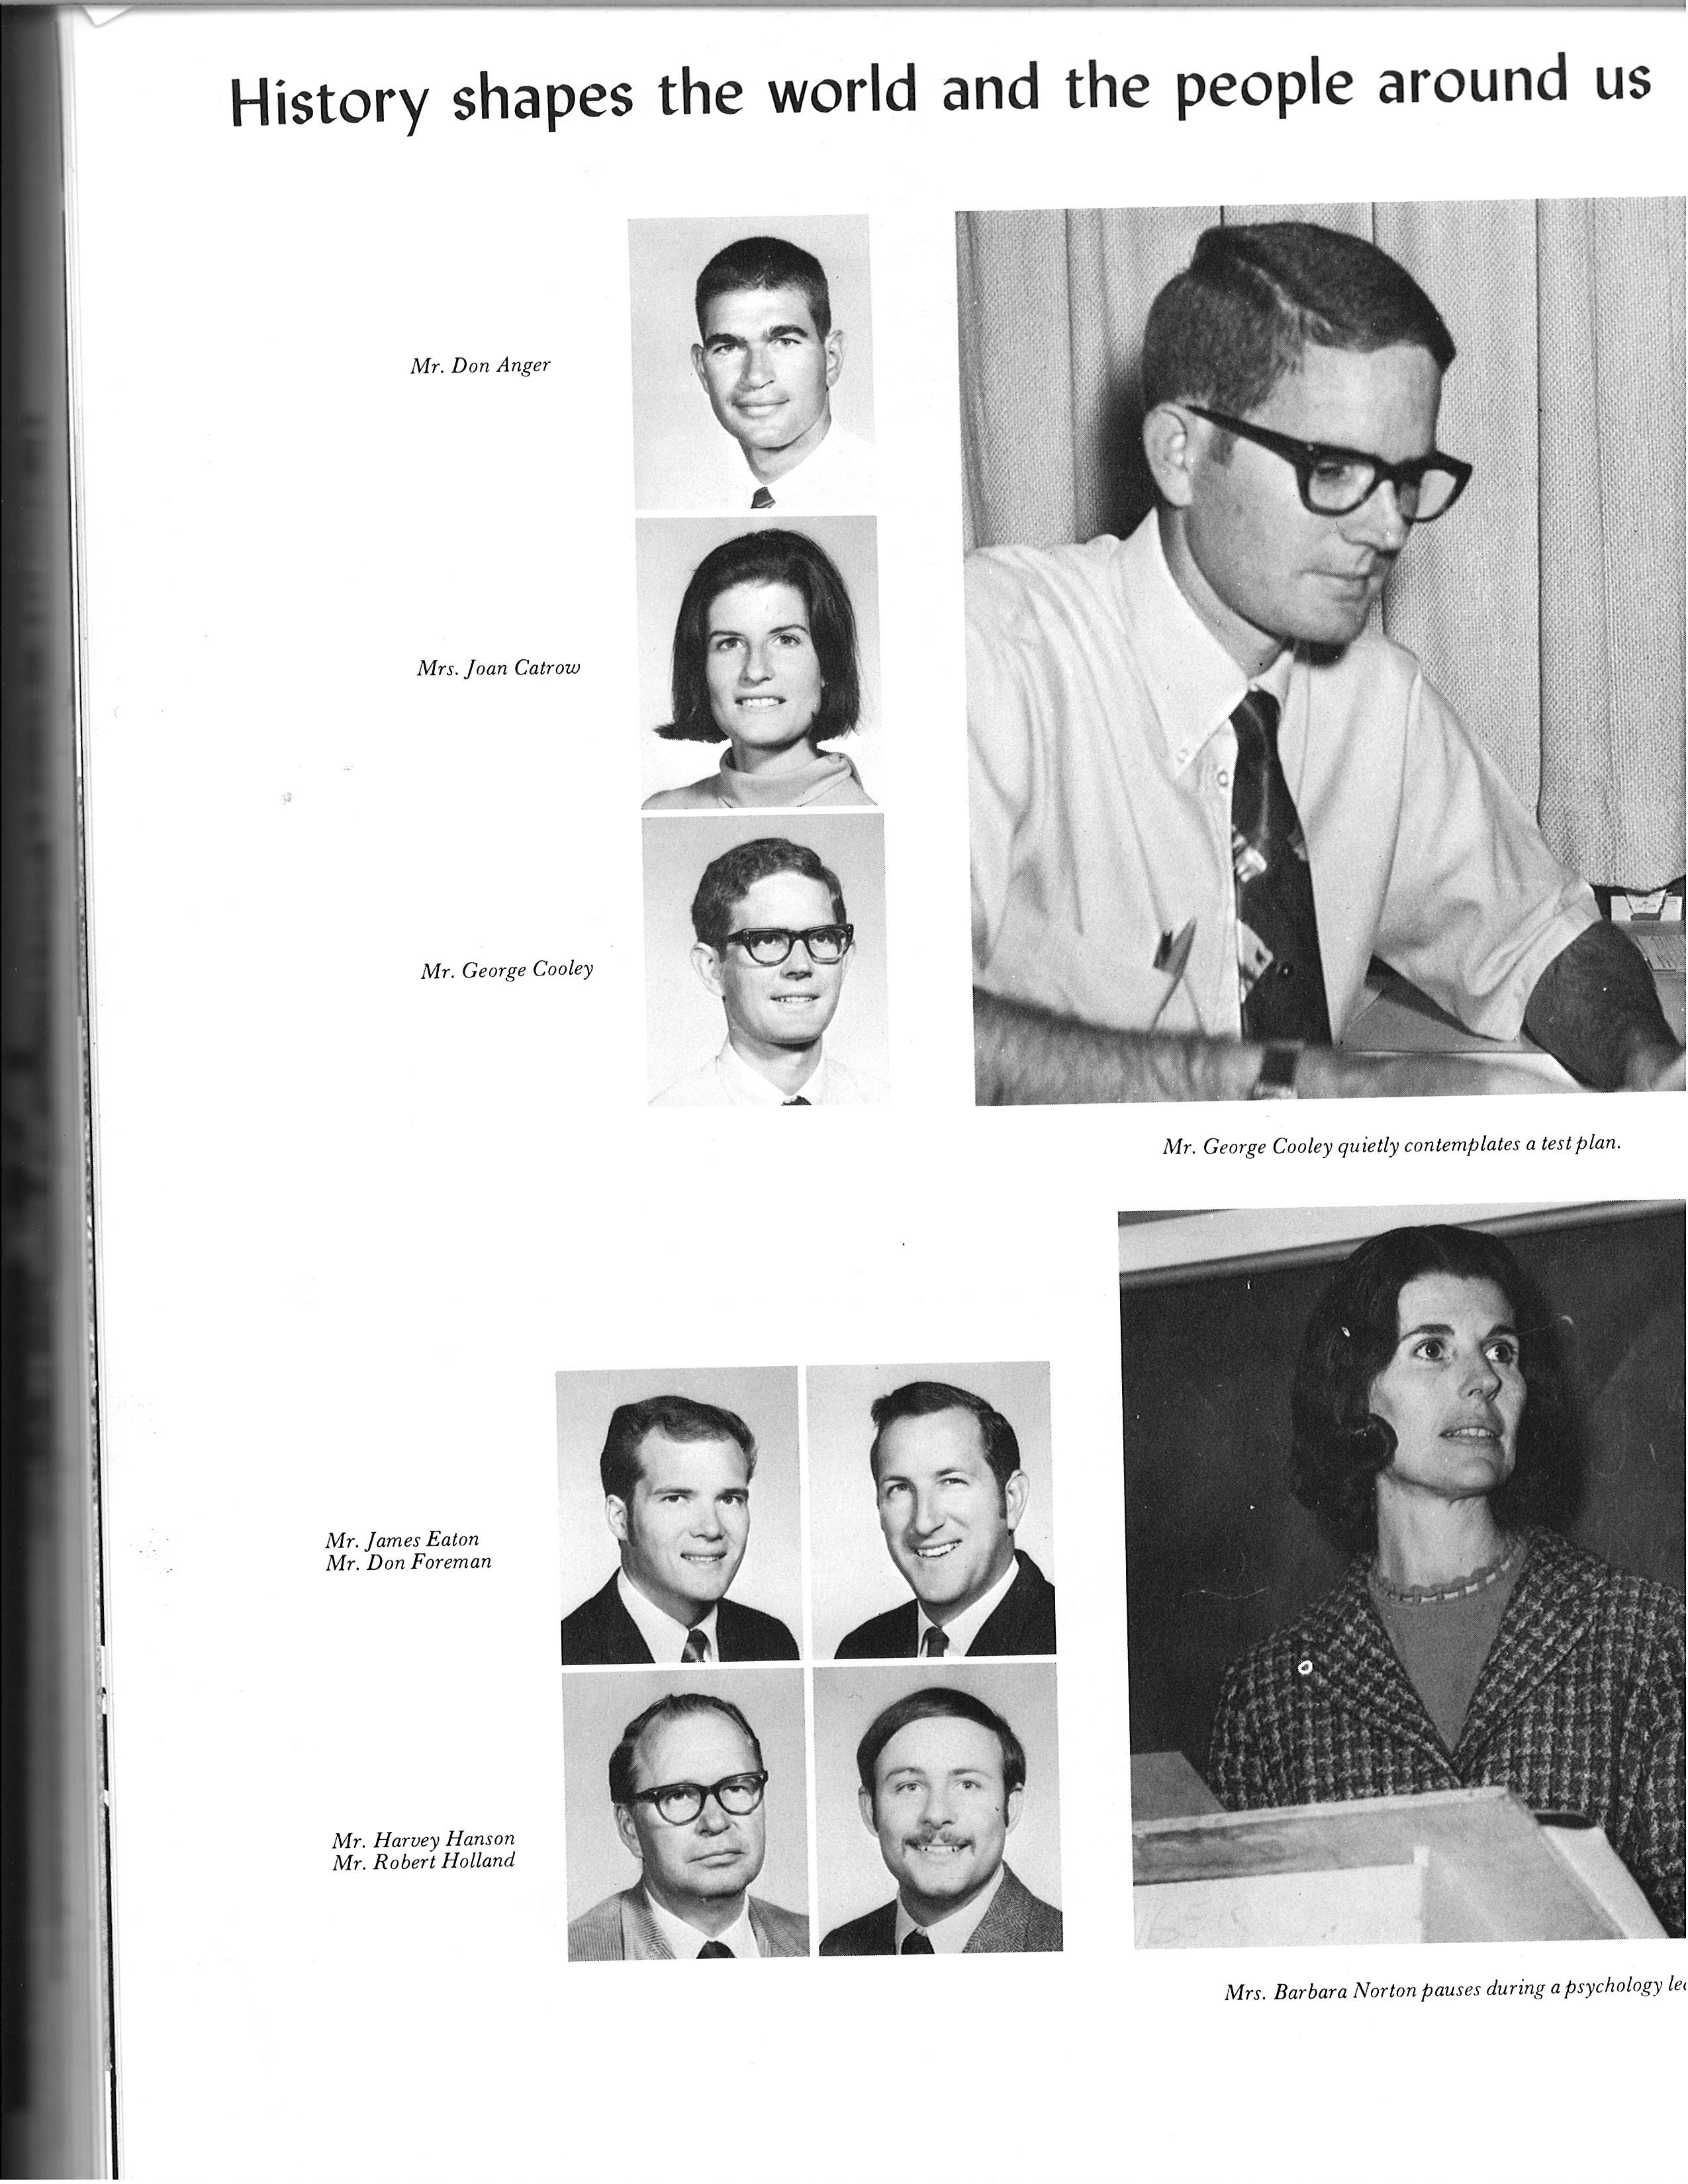 History shapes the world and the people around us
Mr. Don Anger
Mrs. Joan Catrow
Mr. George Cooley
Mr. George Cooley quietly contemplates a test plan.
Mr. James Eaton
Mr. Don Foreman
Mr. Harvey Hanson
Mr. Robert Holland
Mrs. Barbara Norton pauses during a psychology lec